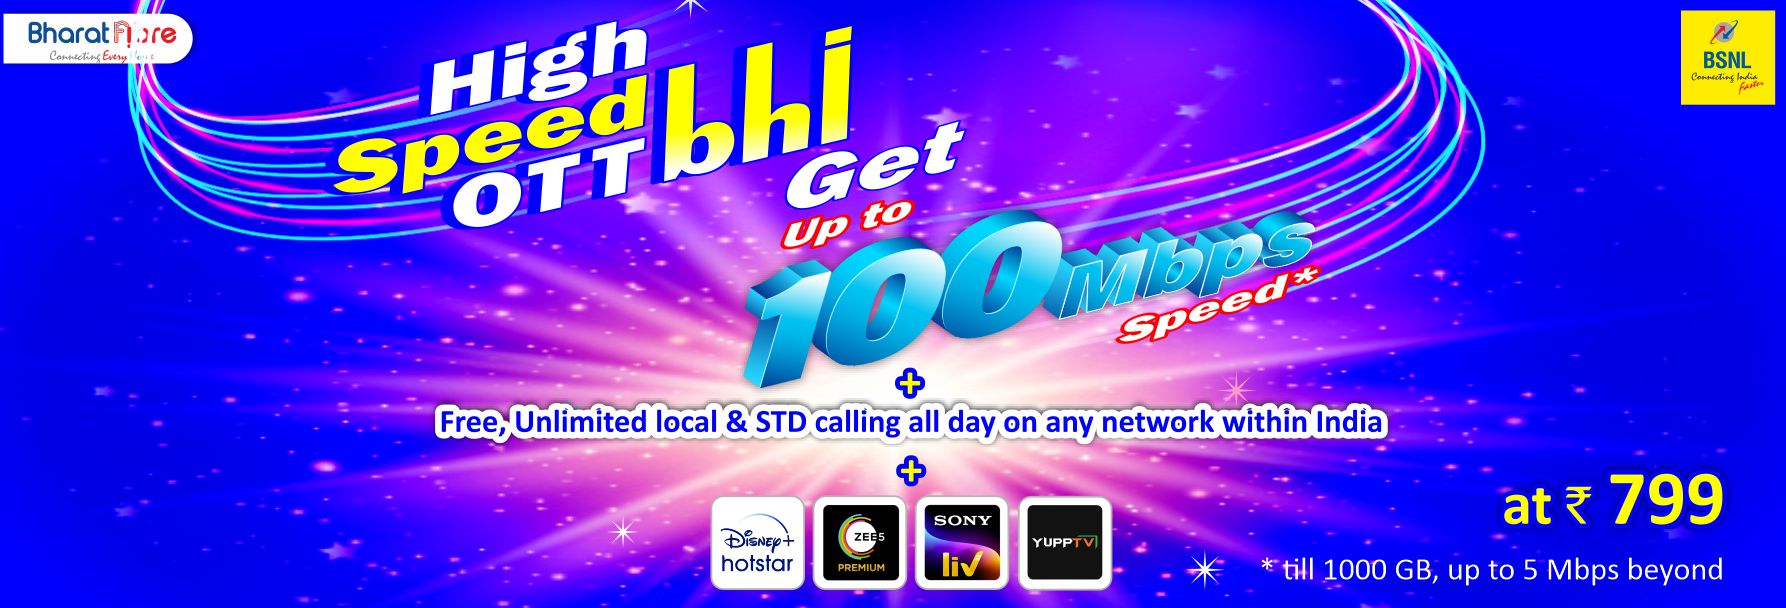 Bharat Fibre
Connecting Every Home
BSNL
Connecting India
Faster
High
Speed
OTT bhi
Get
Up to
100 Mbps
Speed*
+
Free, Unlimited local & STD calling all day on any network within India
+
Disney+
hotstar
ZEE5
PREMIUM
SONY
liv
YUPPTV
at ₹ 799
* till 1000 GB, up to 5 Mbps beyond